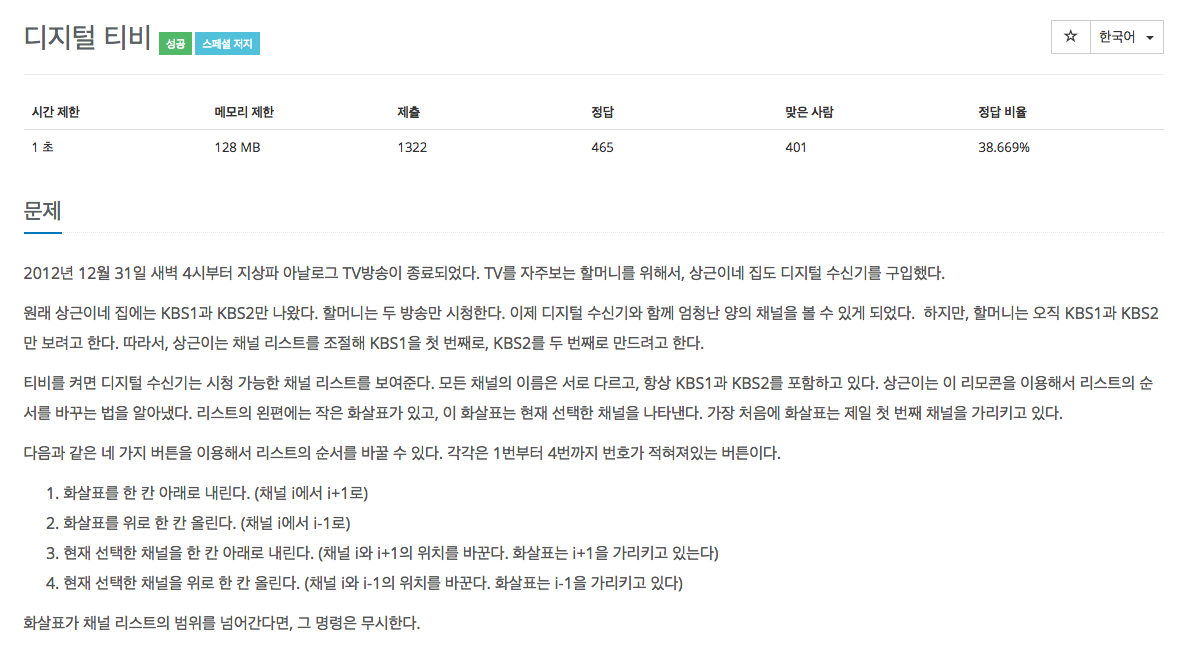 디지털 티비 성공 스페셜 저지
☆ 한국어
시간 제한 메모리 제한 제출 정답 맞은 사람 정답 비율
1 초 128 MB 1322 465 401 38.669%
문제
2012년 12월 31일 새벽 4시부터 지상파 아날로그 TV방송이 종료되었다. TV를 자주보는 할머니를 위해서, 상근이네 집도 디지털 수신기를 구입했다.
원래 상근이네 집에는 KBS1과 KBS2만 나왔다. 할머니는 두 방송만 시청한다. 이제 디지털 수신기와 함께 엄청난 양의 채널을 볼 수 있게 되었다. 하지만, 할머니는 오직 KBS1과 KBS2
만 보려고 한다. 따라서, 상근이는 채널 리스트를 조절해 KBS1을 첫 번째로, KBS2를 두 번째로 만드려고 한다.
티비를 켜면 디지털 수신기는 시청 가능한 채널 리스트를 보여준다. 모든 채널의 이름은 서로 다르고, 항상 KBS1과 KBS2를 포함하고 있다. 상근이는 이 리모콘을 이용해서 리스트의 순
서를 바꾸는 법을 알아냈다. 리스트의 왼편에는 작은 화살표가 있고, 이 화살표는 현재 선택한 채널을 나타낸다. 가장 처음에 화살표는 제일 첫 번째 채널을 가리키고 있다.
다음과 같은 네 가지 버튼을 이용해서 리스트의 순서를 바꿀 수 있다. 각각은 1번부터 4번까지 번호가 적혀져있는 버튼이다.
1. 화살표를 한 칸 아래로 내린다. (채널 i에서 i+1로)
2. 화살표를 위로 한 칸 올린다. (채널 i에서 i-1로)
3. 현재 선택한 채널을 한 칸 아래로 내린다. (채널 i와 i+1의 위치를 바꾼다. 화살표는 i+1을 가리키고 있는다)
4. 현재 선택한 채널을 위로 한 칸 올린다. (채널 i와 i-1의 위치를 바꾼다. 화살표는 i-1을 가리키고 있다)
화살표가 채널 리스트의 범위를 넘어간다면, 그 명령은 무시한다.